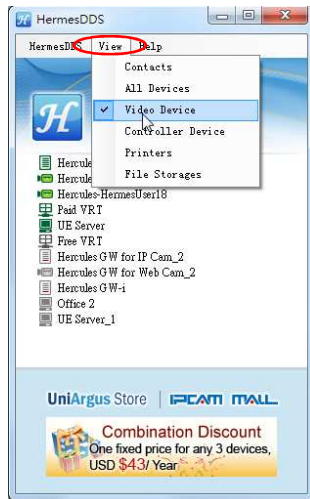 HermesDDS
HermesDDS View Help
Contacts
All Devices
Video Device
Controller Device
Printers
File Storages
H
Hercule
Hercule
Hercules-HermesUser18
Paid VRT
UE Server
Free VRT
Hercules GW for IP Cam_2
Hercules GW for Web Cam_2
Hercules GW-i
Office 2
UE Server_1
UniArgus Store | IPCAM MALL
Combination Discount
One fixed price for any 3 devices,
USD $43/ Year